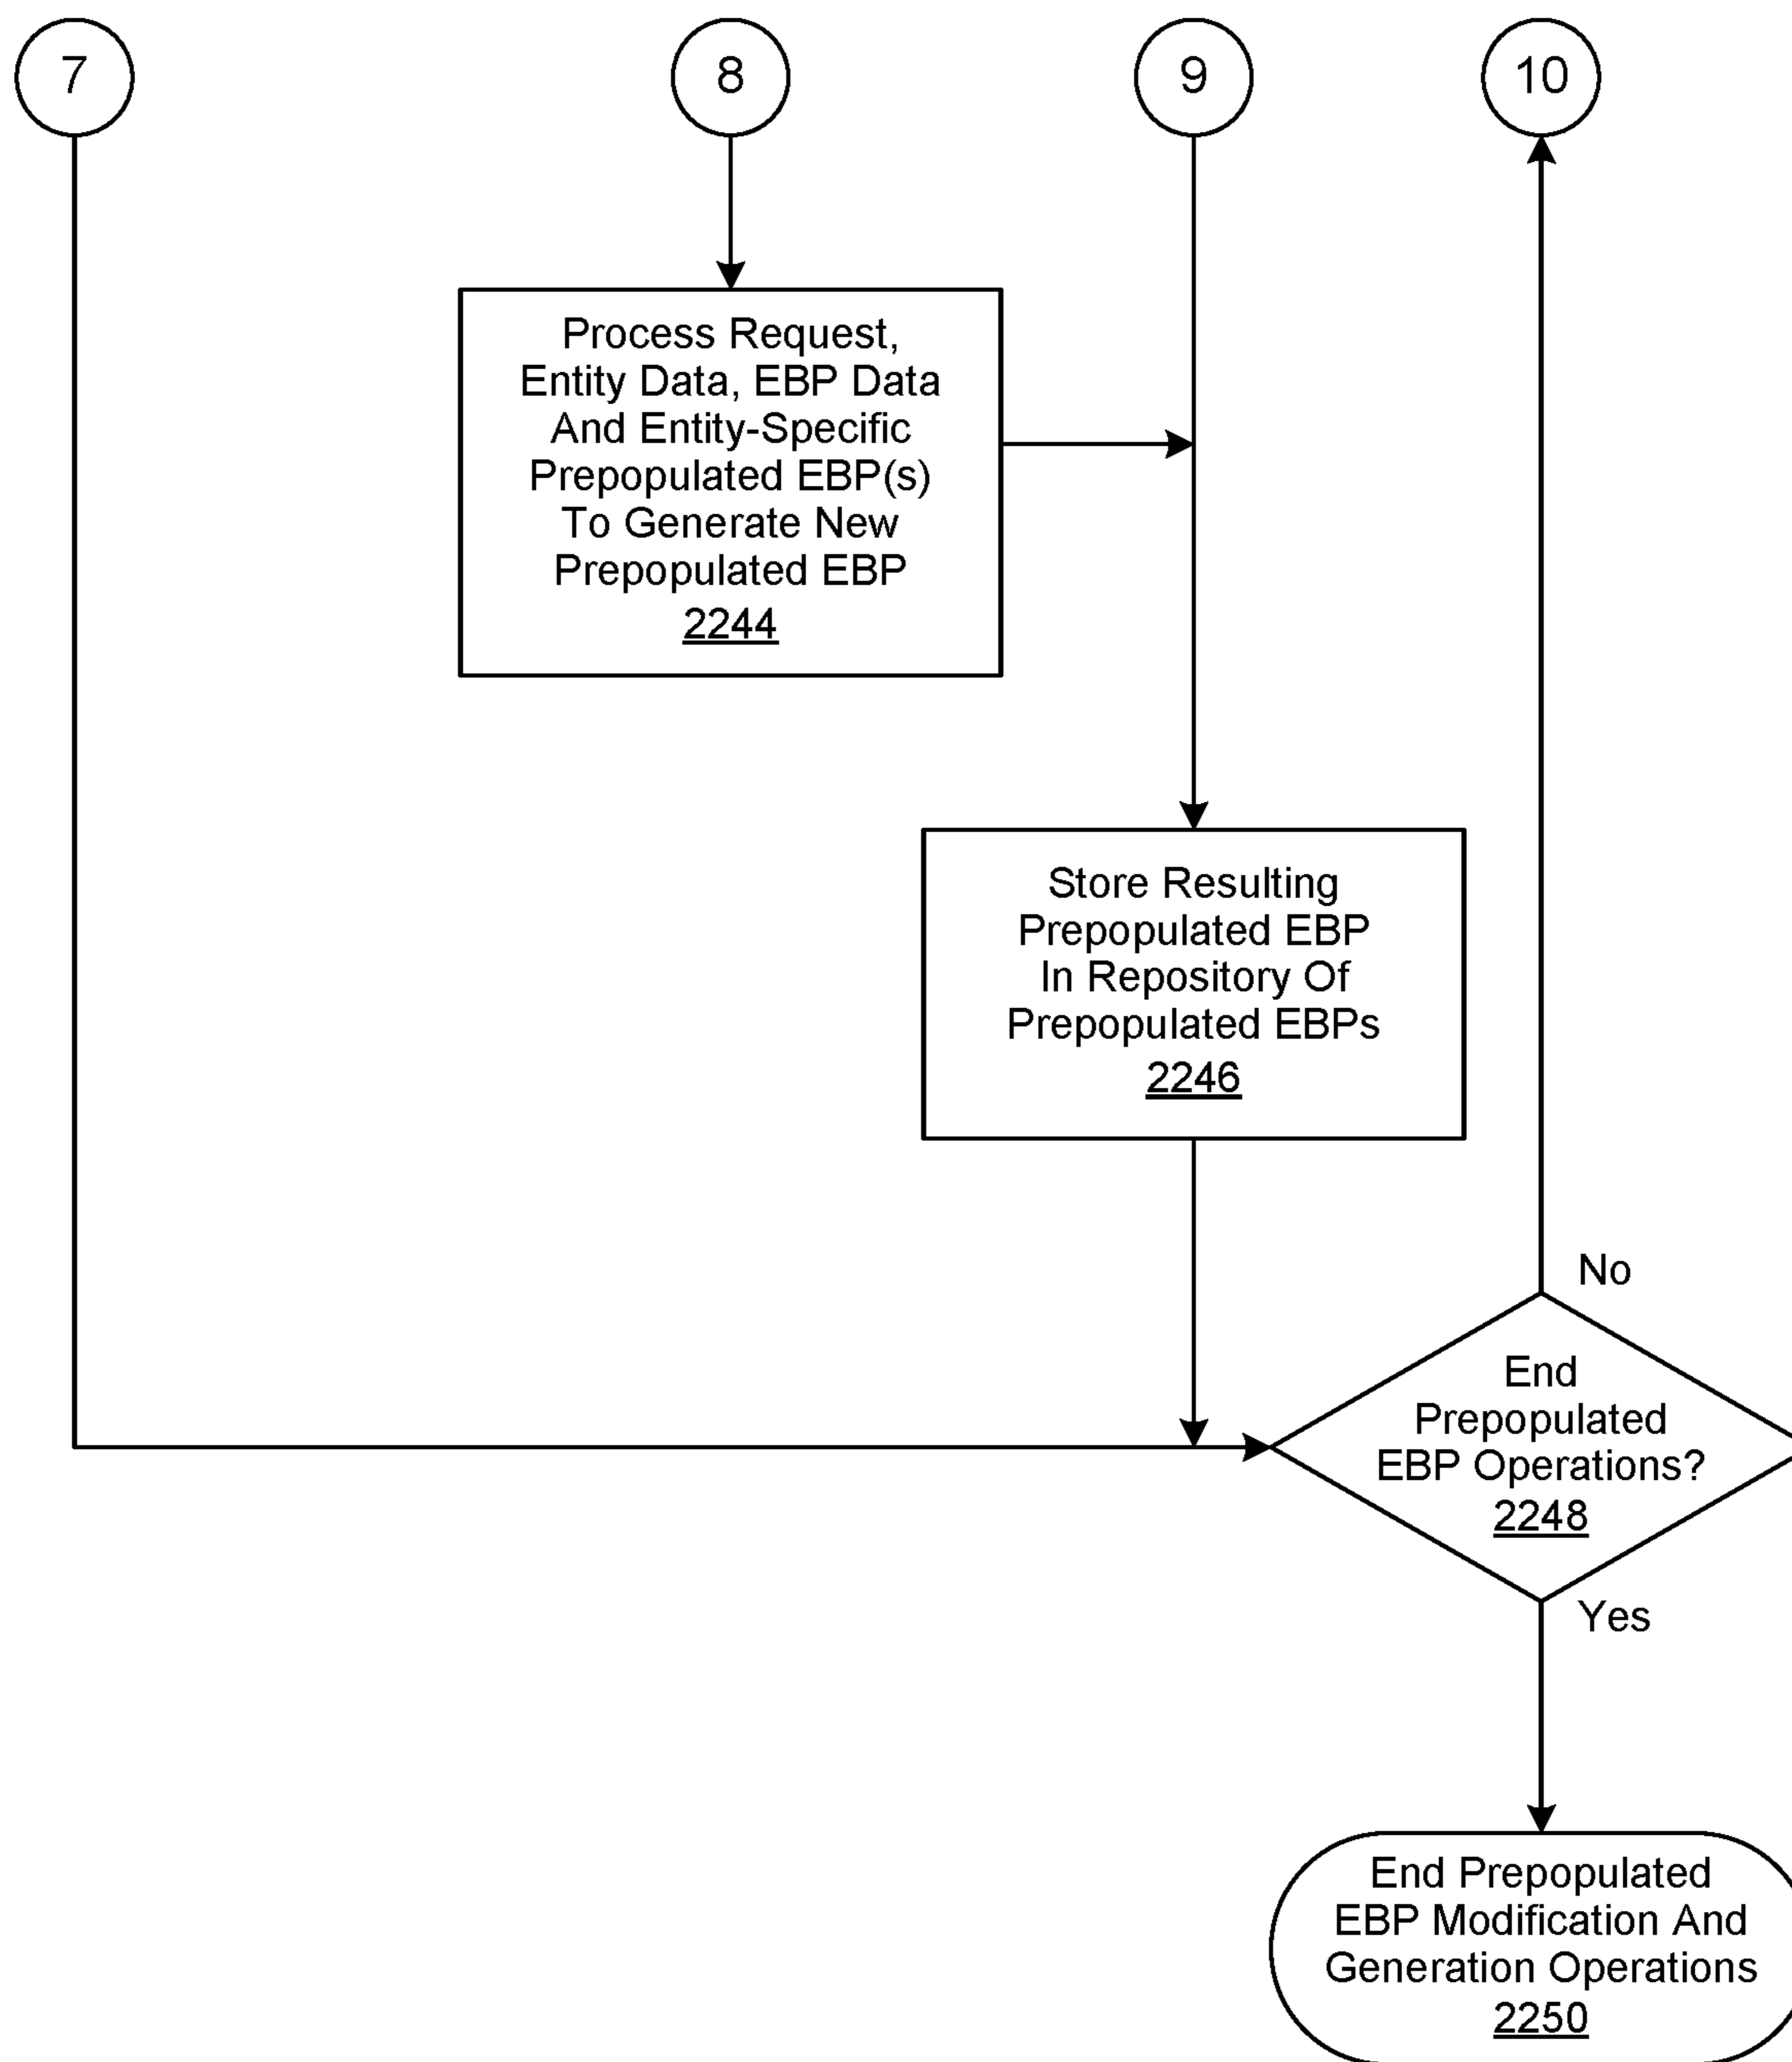 7
8
9
10
Process Request,
Entity Data, EBP Data
And Entity-Specific
Prepopulated EBP(s)
To Generate New
Prepopulated EBP
2244
Store Resulting
Prepopulated EBP
In Repository Of
Prepopulated EBPs
2246
No
End
Prepopulated
EBP Operations?
2248
Yes
End Prepopulated
EBP Modification And
Generation Operations
2250